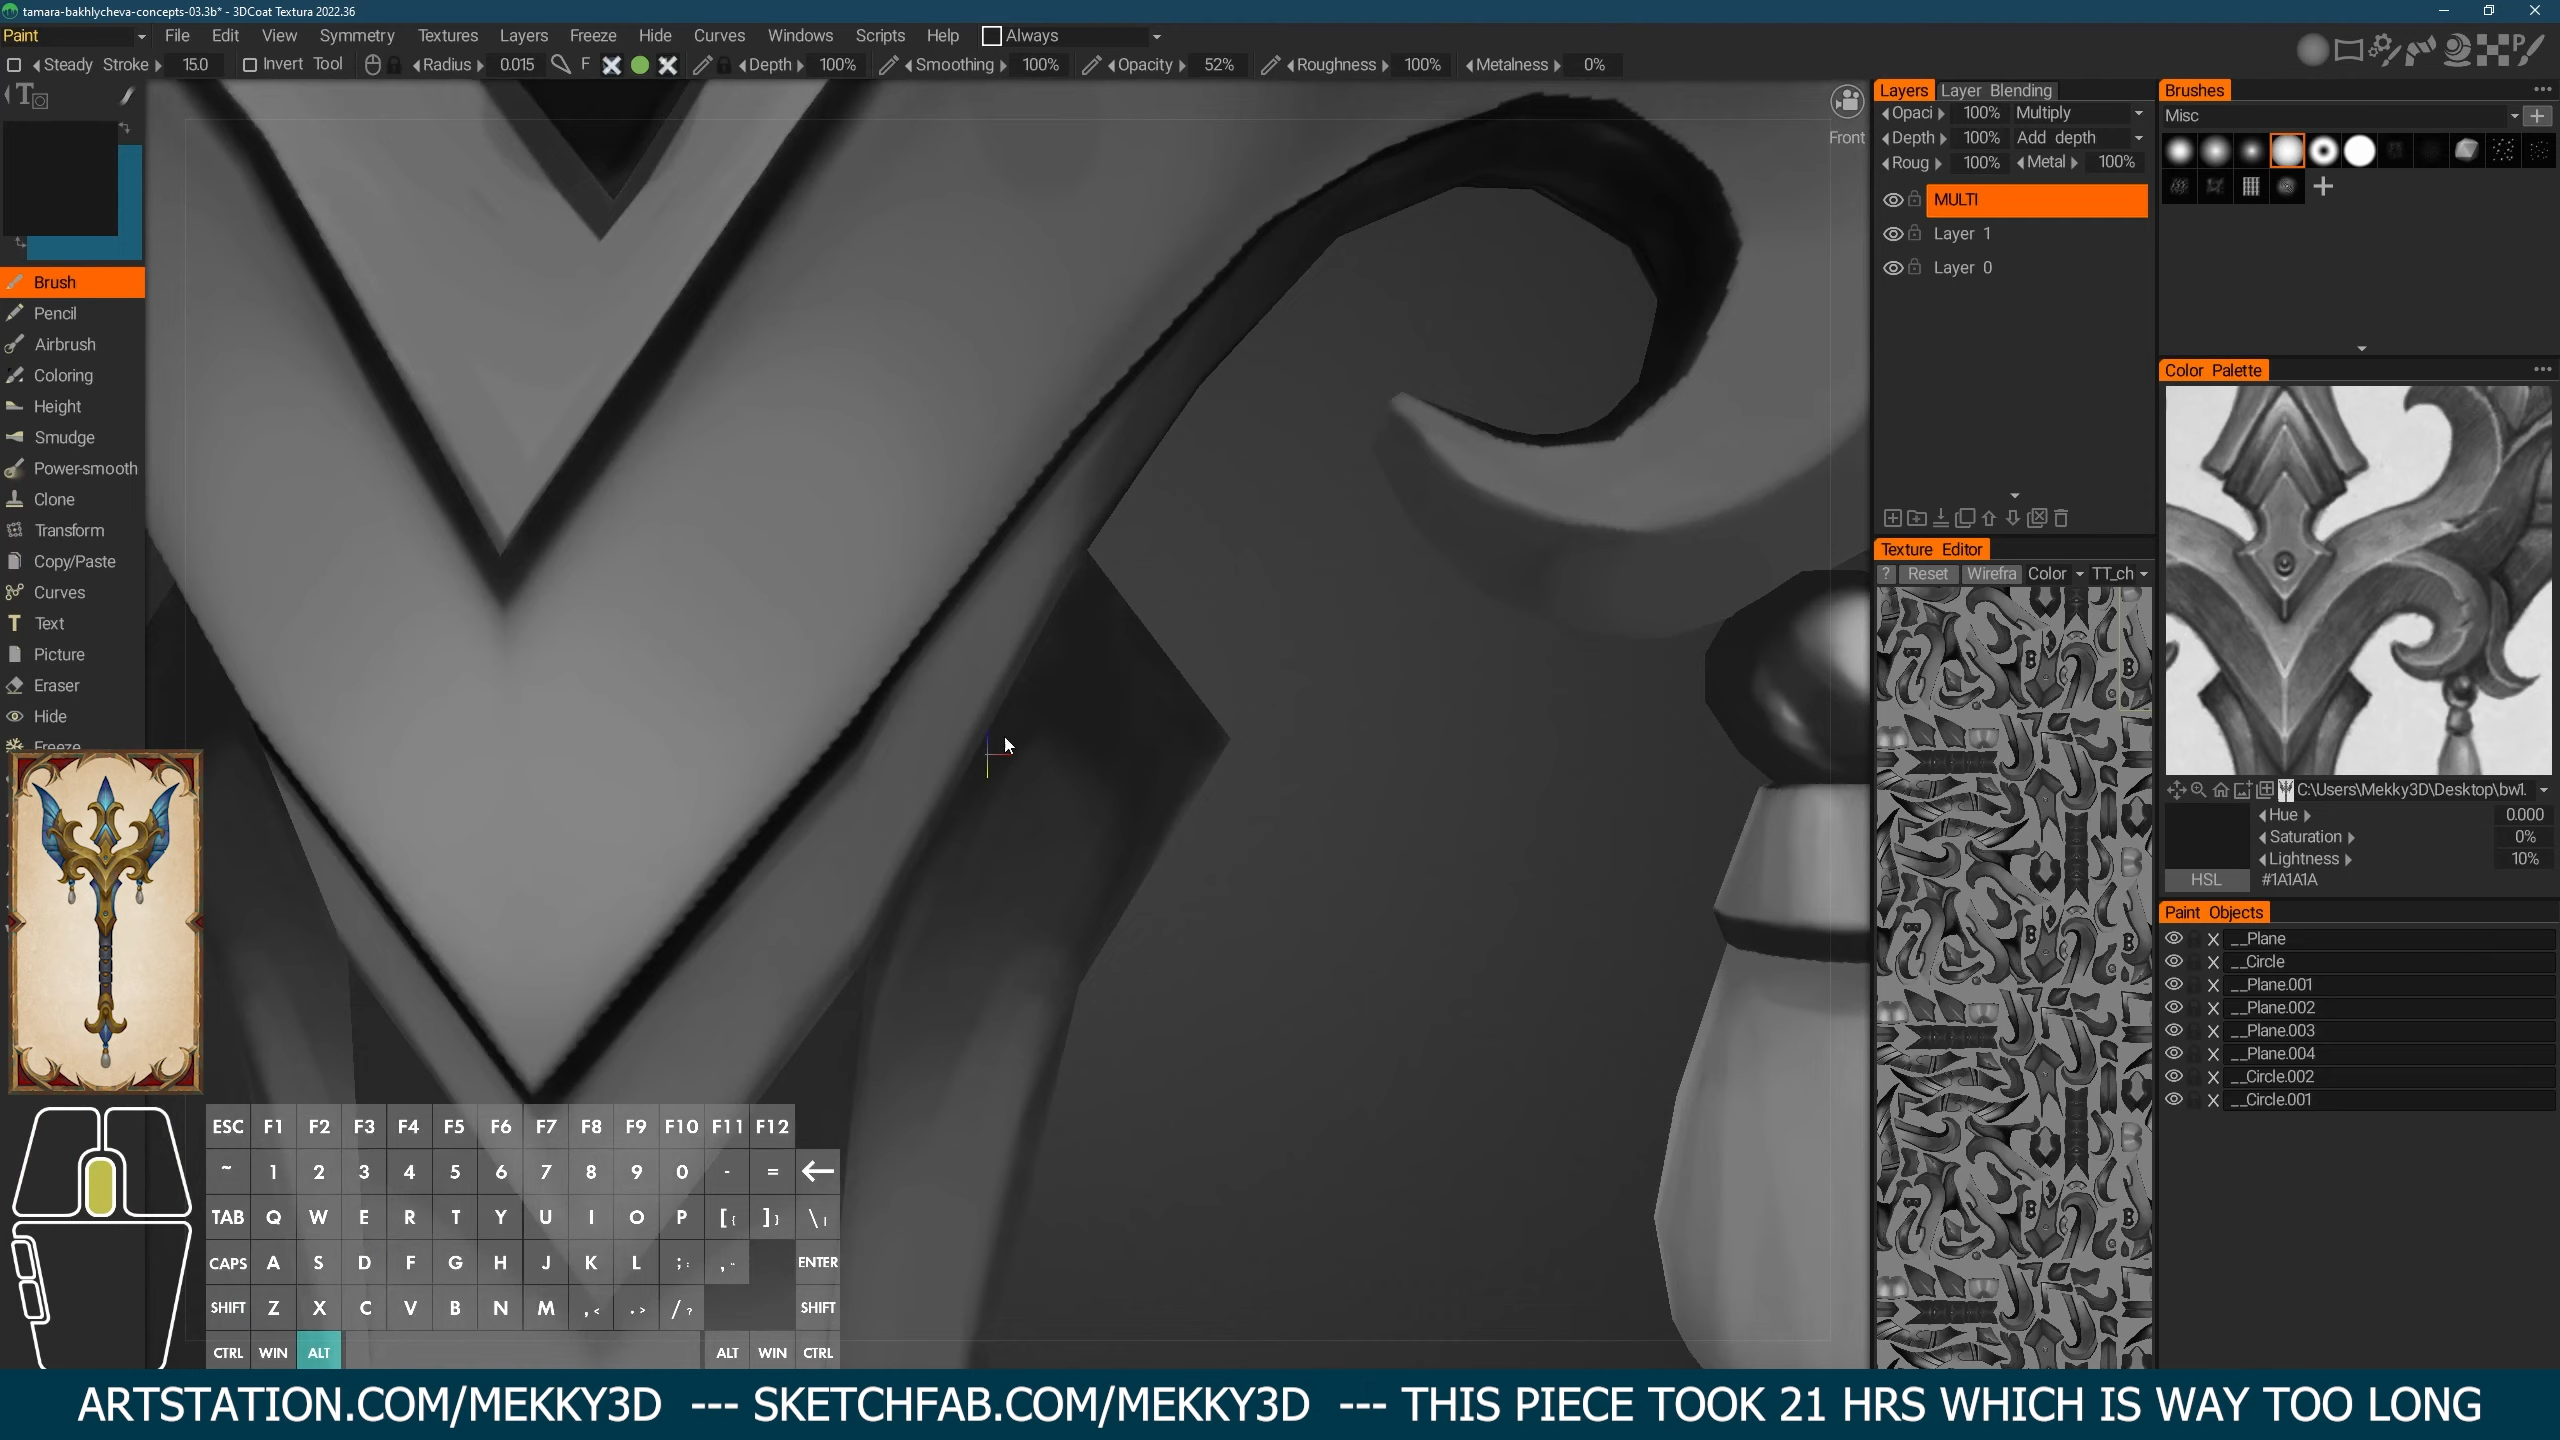 tamara-bakhlycheva-concepts-03.3b* - 3DCoat Textura 2022.36
Paint File Edit View Symmetry Textures Layers Freeze Hide Curves Windows Scripts Help Always
Steady Stroke 15.0 Invert Tool Radius 0.015 F Depth 100% Smoothing 100% Opacity 52% Roughness 100% Metalness 0%
Front
Brush
Pencil
Airbrush
Coloring
Height
Smudge
Power-smooth
Clone
Transform
Copy/Paste
Curves
Text
Picture
Eraser
Hide
Freeze
Layers Layer Blending
Opaci 100% Multiply
Depth 100% Add depth
Roug 100% Metal 100%
MULTI
Layer 1
Layer 0
Texture Editor
? Reset Wirefra Color TT_ch
Brushes
Misc
Color Palette
C:\Users\Mekky3D\Desktop\bw1.
Hue 0.000
Saturation 0%
Lightness 10%
HSL #1A1A1A
Paint Objects
X __Plane
X __Circle
X __Plane.001
X __Plane.002
X __Plane.003
X __Plane.004
X __Circle.002
X __Circle.001
ESC F1 F2 F3 F4 F5 F6 F7 F8 F9 F10 F11 F12
~ 1 2 3 4 5 6 7 8 9 0 - =
TAB Q W E R T Y U I O P [ { ] } \ |
CAPS A S D F G H J K L ; : , " ENTER
SHIFT Z X C V B N M , < . > / ? SHIFT
CTRL WIN ALT ALT WIN CTRL
ARTSTATION.COM/MEKKY3D --- SKETCHFAB.COM/MEKKY3D --- THIS PIECE TOOK 21 HRS WHICH IS WAY TOO LONG